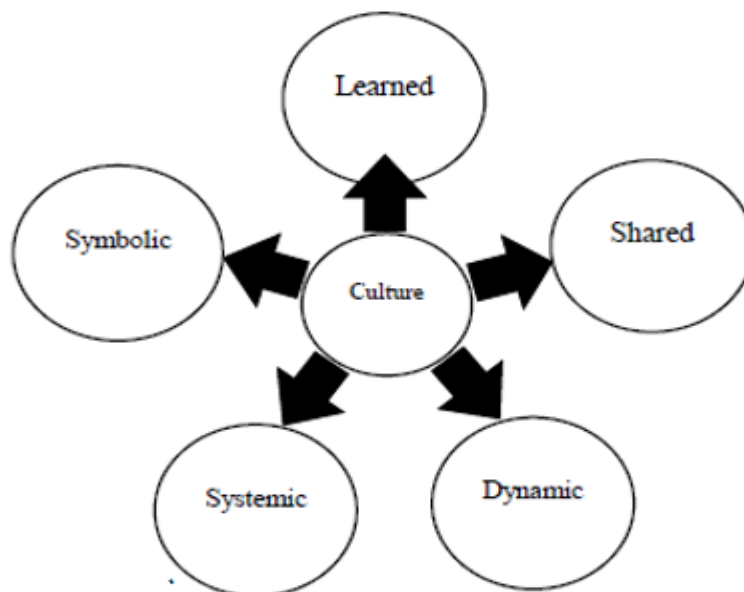 Learned
Symbolic
Shared
Culture
Systemic
Dynamic